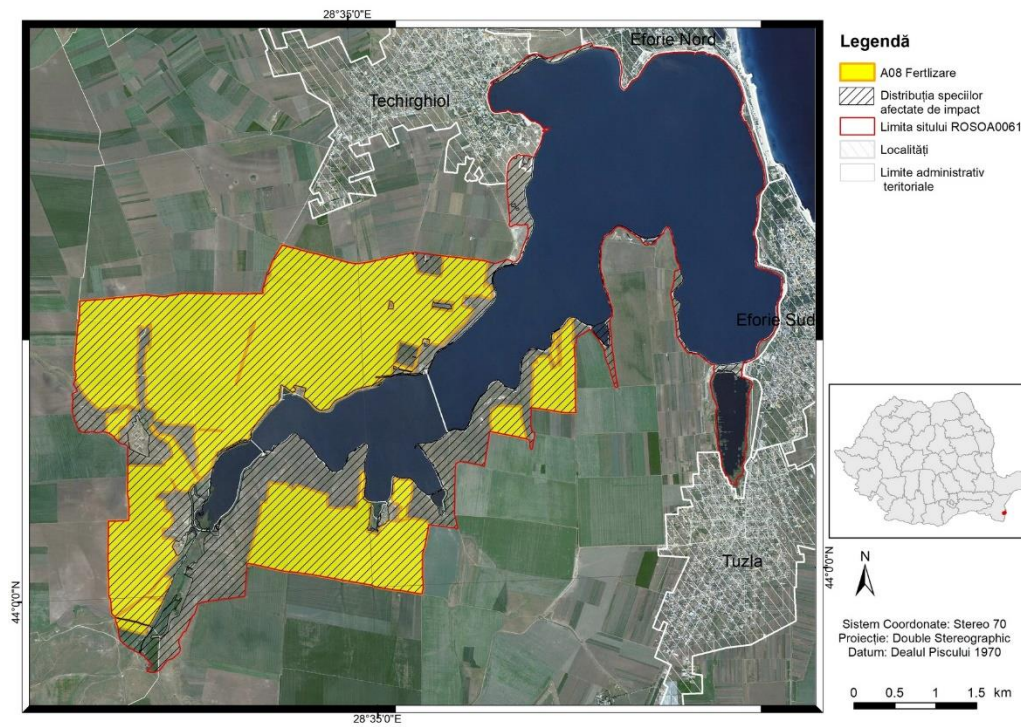 28°35'0"E
Eforie Nord
Techirghiol
Eforie Sud
Tuzla
44°0'0"N
44°0'0"N
28°35'0"E
Legendă
A08 Fertlizare
Distribuția speciilor
afectate de impact
Limita sitului ROSOA0061
Localități
Limite administrativ
teritoriale
N
Sistem Coordonate: Stereo 70
Proiecție: Double Stereographic
Datum: Dealul Piscului 1970
0 0.5 1 1.5 km